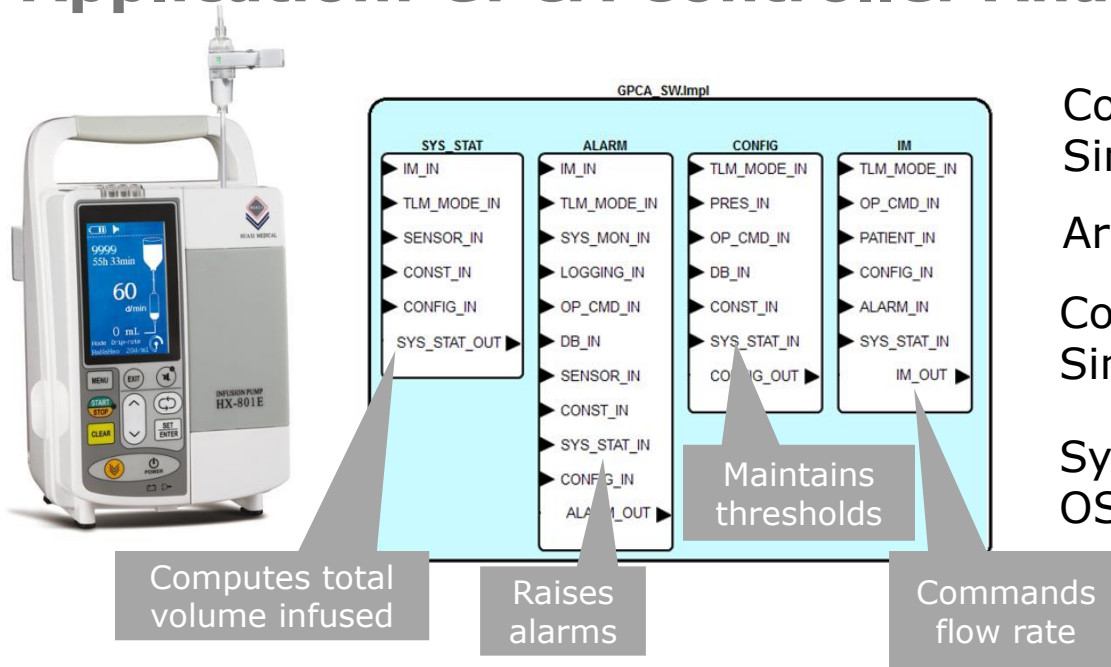 GPCA_SW.Impl
SYS_STAT
IM_IN
TLM_MODE_IN
SENSOR_IN
CONST_IN
CONFIG_IN
SYS_STAT_OUT
ALARM
IM_IN
TLM_MODE_IN
SYS_MON_IN
LOGGING_IN
OP_CMD_IN
DB_IN
SENSOR_IN
CONST_IN
SYS_STAT_IN
ALARM_OUT
CONFIG
TLM_MODE_IN
PRES_IN
OP_CMD_IN
DB_IN
CONST_IN
SYS_STAT_IN
IM
TLM_MODE_IN
OP_CMD_IN
PATIENT_IN
CONFIG_IN
ALARM_IN
SYS_STAT_IN
IM_OUT
Computes total
volume infused
Raises
alarms
Maintains
thresholds
Commands
flow rate
HUAXI MEDICAL
9999
55h 33min
60
d/min
0 mL
MENU
EXIT
START
STOP
CLEAR
SET
ENTER
POWER
INFUSION PUMP
HX-801E